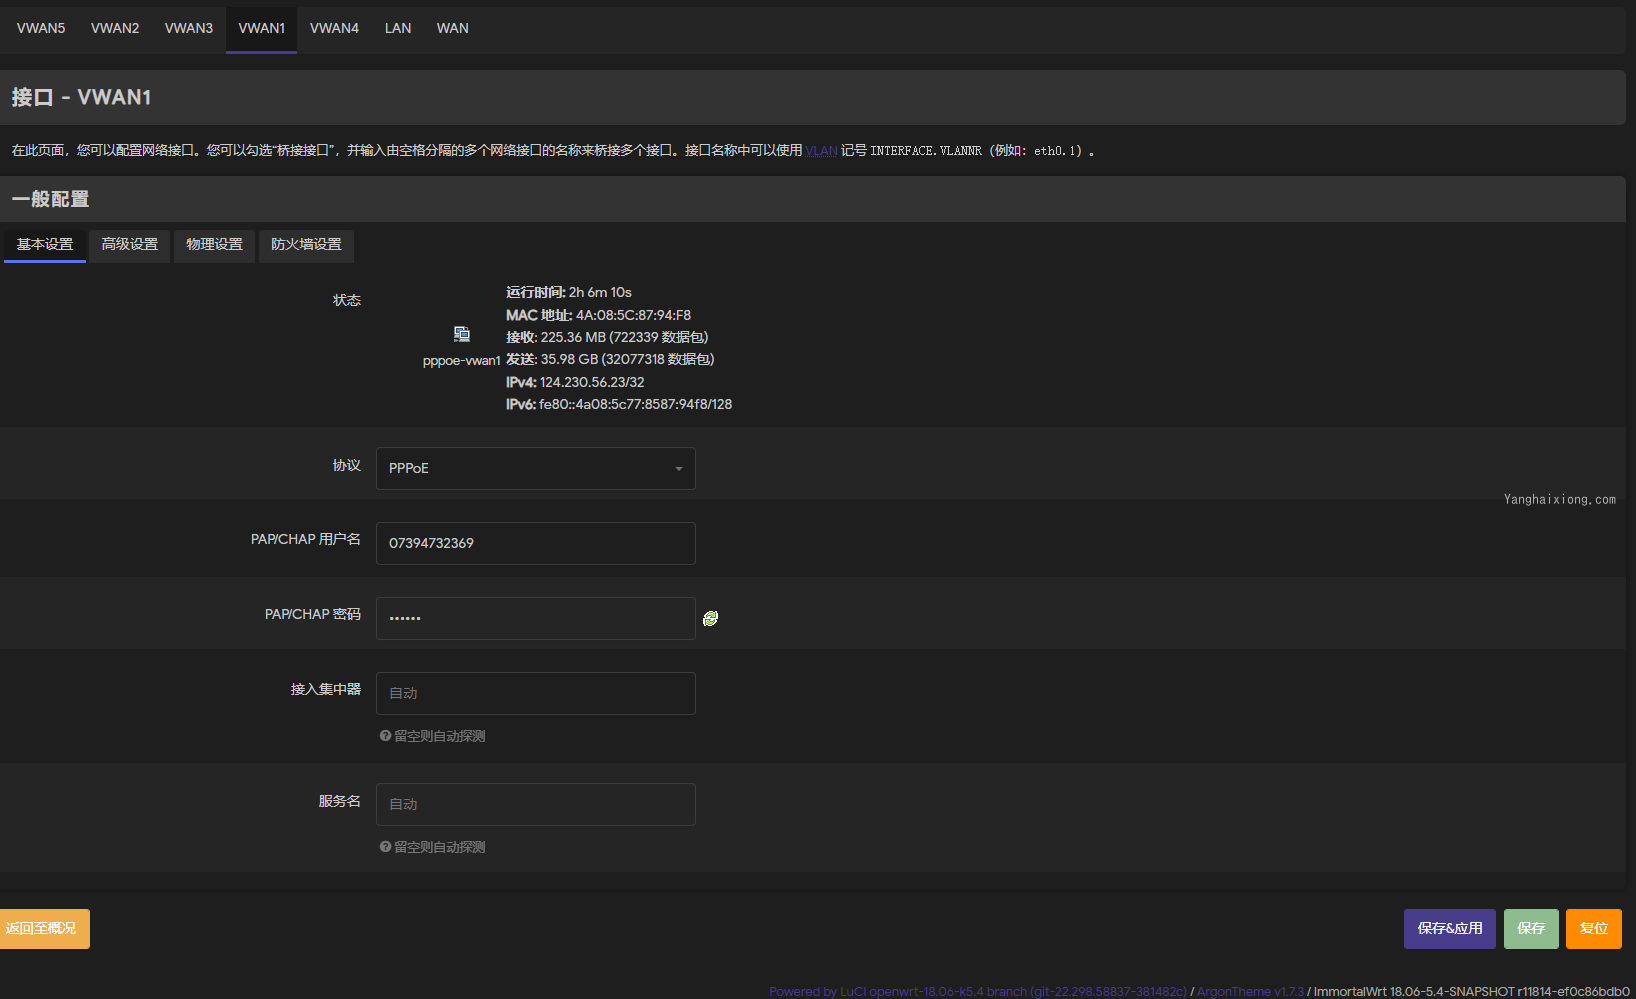 VWAN5 VWAN2 VWAN3 VWAN1 VWAN4 LAN WAN
接口 - VWAN1
在此页面，您可以配置网络接口。您可以勾选“桥接接口”，并输入由空格分隔的多个网络接口的名称来桥接多个接口。接口名称中可以使用 VLAN 记号 INTERFACE.VLANNR（例如：eth0.1）。
一般配置
基本设置 高级设置 物理设置 防火墙设置
状态
pppoe-vwan1
运行时间: 2h 6m 10s
MAC 地址: 4A:08:5C:87:94:F8
接收: 225.36 MB (722339 数据包)
发送: 35.98 GB (32077318 数据包)
IPv4: 124.230.56.23/32
IPv6: fe80::4a08:5c77:8587:94f8/128
协议 PPPoE
Yanghaixiong.com
PAP/CHAP 用户名 07394732369
PAP/CHAP 密码 ••••••
接入集中器 自动
留空则自动探测
服务名 自动
留空则自动探测
返回至概况 保存&应用 保存 复位
Powered by LuCI openwrt-18.06-k5.4 branch (git-22.298.58837-381482c) / ArgonTheme v1.7.3 / ImmortalWrt 18.06-5.4-SNAPSHOT r11814-ef0c86bdb0